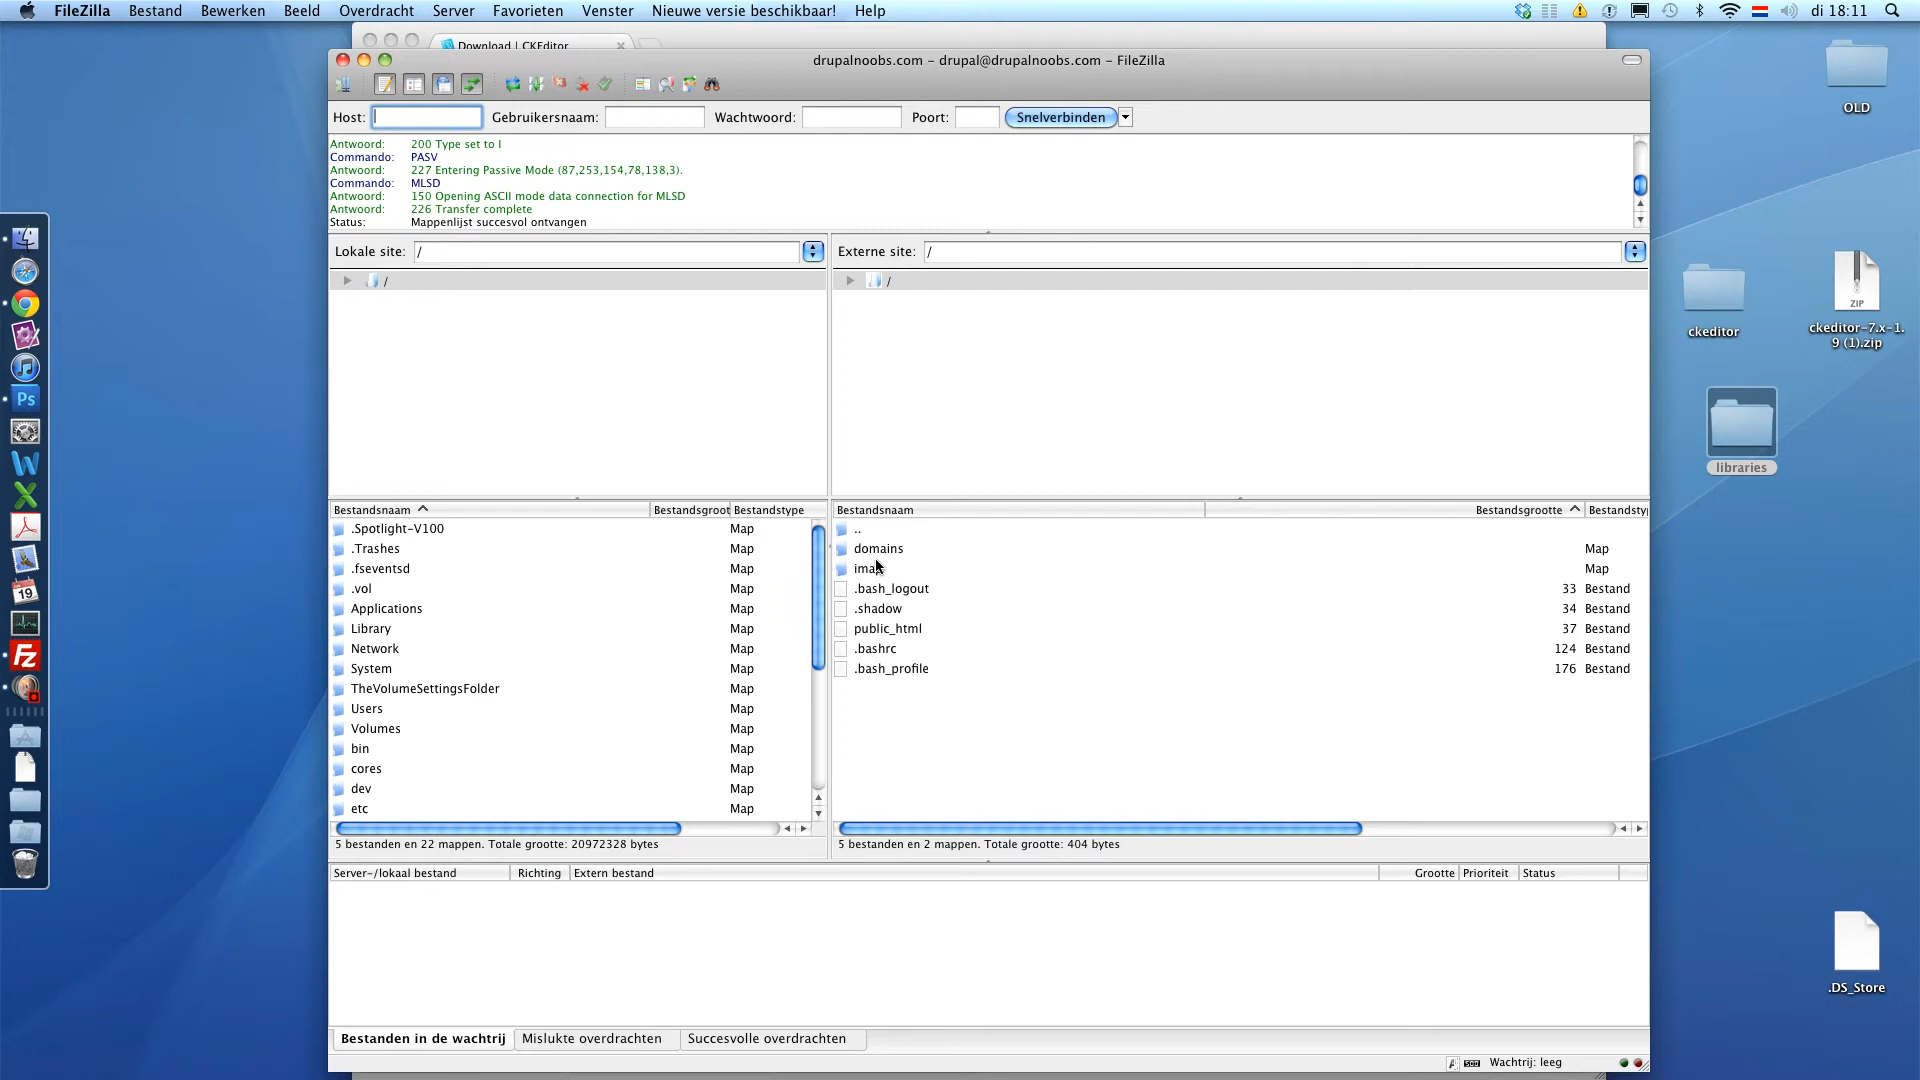 FileZilla Bestand Bewerken Beeld Overdracht Server Favorieten Venster Nieuwe versie beschikbaar! Help di 18:11
Download | CKEditor
drupalnoobs.com – drupal@drupalnoobs.com – FileZilla
Host: Gebruikersnaam: Wachtwoord: Poort: Snelverbinden
Antwoord: 200 Type set to I
Commando: PASV
Antwoord: 227 Entering Passive Mode (87,253,154,78,138,3).
Commando: MLSD
Antwoord: 150 Opening ASCII mode data connection for MLSD
Antwoord: 226 Transfer complete
Status: Mappenlijst succesvol ontvangen
Lokale site: /
/
Externe site: /
/
Bestandsnaam Bestandsgroot Bestandstype
.Spotlight-V100 Map
.Trashes Map
.fseventsd Map
.vol Map
Applications Map
Library Map
Network Map
System Map
TheVolumeSettingsFolder Map
Users Map
Volumes Map
bin Map
cores Map
dev Map
etc Map
5 bestanden en 22 mappen. Totale grootte: 20972328 bytes
Bestandsnaam Bestandsgrootte Bestandsty
..
domains Map
Map
.bash_logout 33 Bestand
.shadow 34 Bestand
public_html 37 Bestand
.bashrc 124 Bestand
.bash_profile 176 Bestand
5 bestanden en 2 mappen. Totale grootte: 404 bytes
Server-/lokaal bestand Richting Extern bestand Grootte Prioriteit Status
Bestanden in de wachtrij Mislukte overdrachten Succesvolle overdrachten
Wachtrij: leeg
OLD
ckeditor
ZIP
ckeditor-7.x-1.
9 (1).zip
libraries
.DS_Store